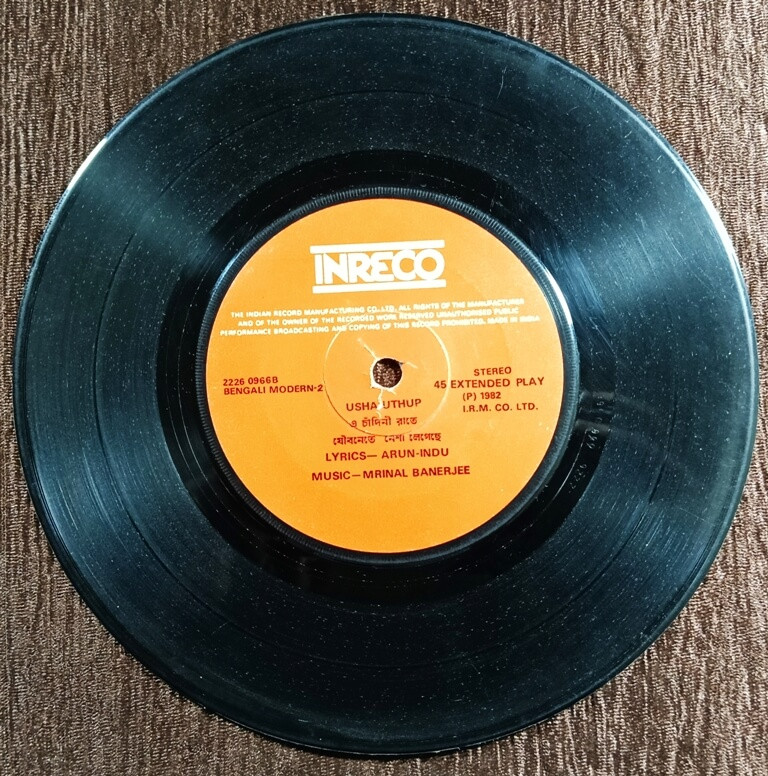 INRECO
THE INDIAN RECORD MANUFACTURING CO. LTD. ALL RIGHTS OF THE MANUFACTURER
AND OF THE OWNER OF THE RECORDED WORK RESERVED UNAUTHORISED PUBLIC
PERFORMANCE BROADCASTING AND COPYING OF THIS RECORD PROHIBITED. MADE IN INDIA
2226 0966B
BENGALI MODERN-2
STEREO
45 EXTENDED PLAY
(P) 1982
I.R.M. CO. LTD.
USHA UTHUP
এ চাঁদিনী রাতে
যৌবনেতে নেশা লেগেছে
LYRICS— ARUN-INDU
MUSIC—MRINAL BANERJEE